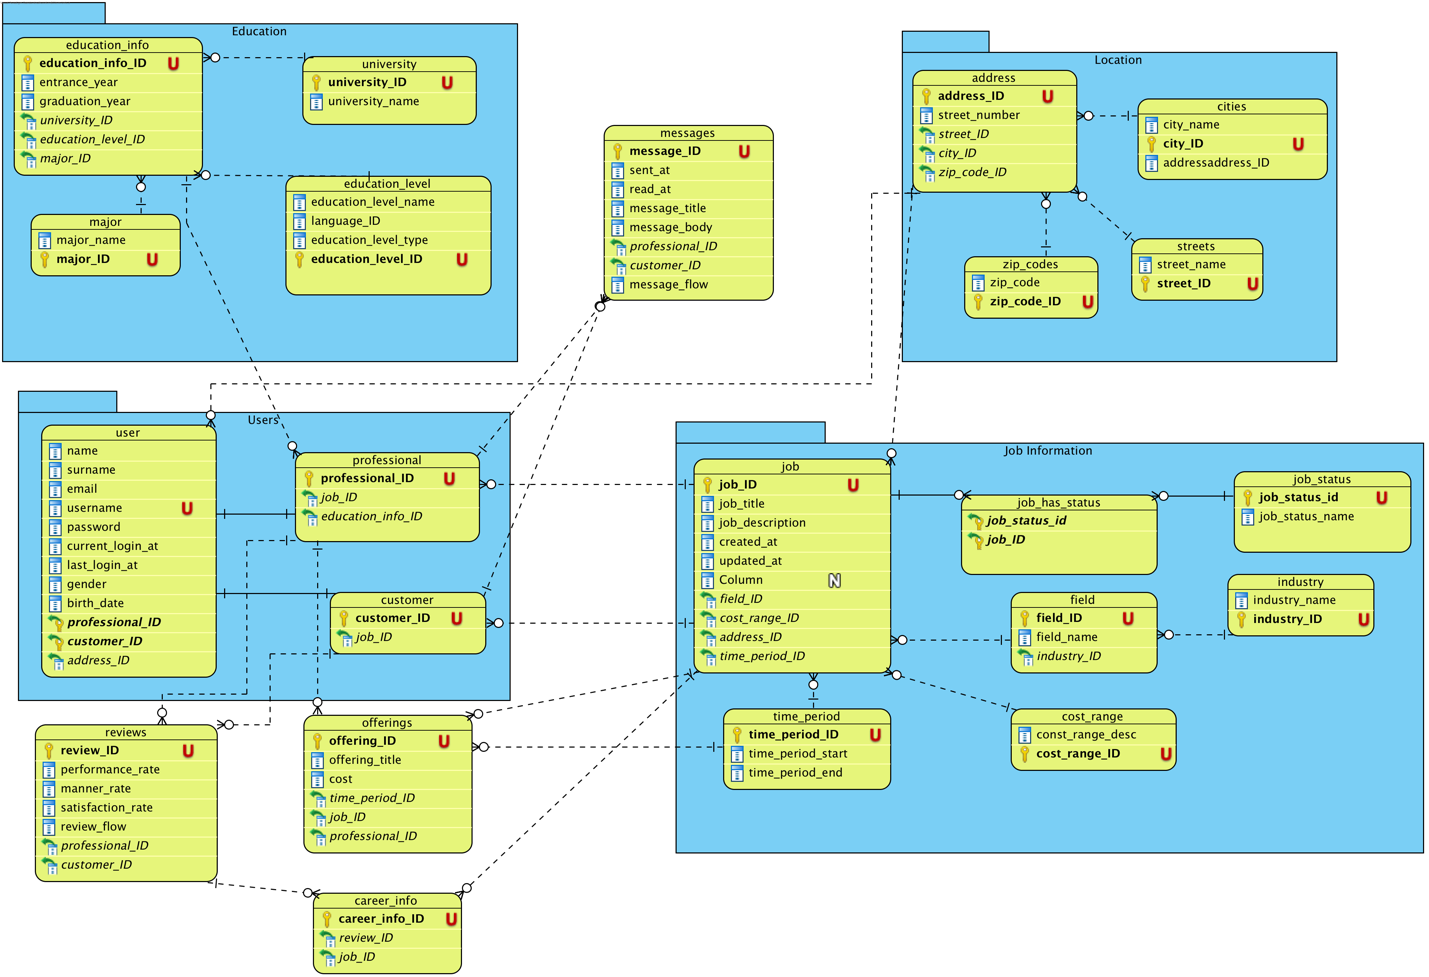 Education
education_info
education_info_ID U
entrance_year
graduation_year
university_ID
education_level_ID
major_ID
university
university_ID U
university_name
major
major_name
major_ID U
education_level
education_level_name
language_ID
education_level_type
education_level_ID U
messages
message_ID U
sent_at
read_at
message_title
message_body
professional_ID
customer_ID
message_flow
Location
address
address_ID U
street_number
street_ID
city_ID
zip_code_ID
cities
city_name
city_ID U
addressaddress_ID
zip_codes
zip_code
zip_code_ID U
streets
street_name
street_ID U
Users
user
name
surname
email
username U
password
current_login_at
last_login_at
gender
birth_date
professional_ID
customer_ID
address_ID
professional
professional_ID U
job_ID
education_info_ID
customer
customer_ID U
job_ID
Job Information
job
job_ID U
job_title
job_description
created_at
updated_at
Column N
field_ID
cost_range_ID
address_ID
time_period_ID
job_has_status
job_status_id
job_ID
job_status
job_status_id U
job_status_name
field
field_ID U
field_name
industry_ID
industry
industry_name
industry_ID U
time_period
time_period_ID U
time_period_start
time_period_end
cost_range
const_range_desc
cost_range_ID U
reviews
review_ID U
performance_rate
manner_rate
satisfaction_rate
review_flow
professional_ID
customer_ID
offerings
offering_ID U
offering_title
cost
time_period_ID
job_ID
professional_ID
career_info
career_info_ID U
review_ID
job_ID